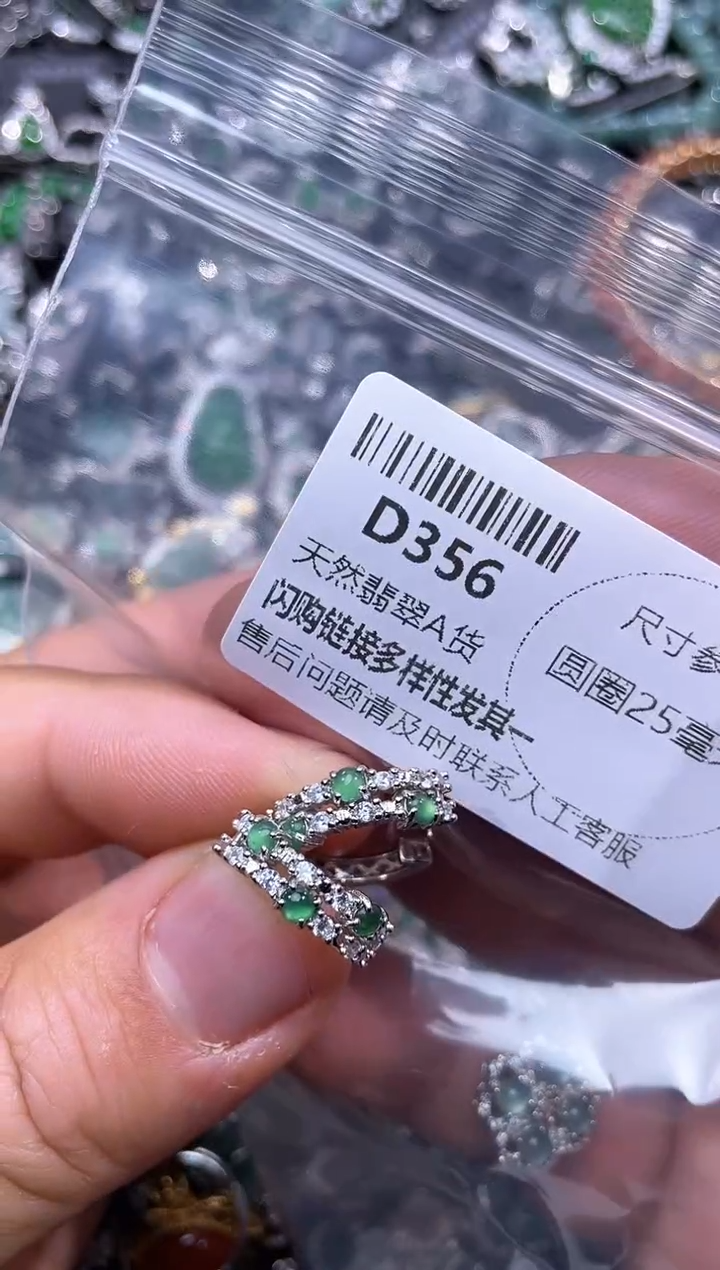 D356
天然翡翠A货
闪购链接多样性发其一
售后问题请及时联系人工客服
尺寸参
圆圈25毫